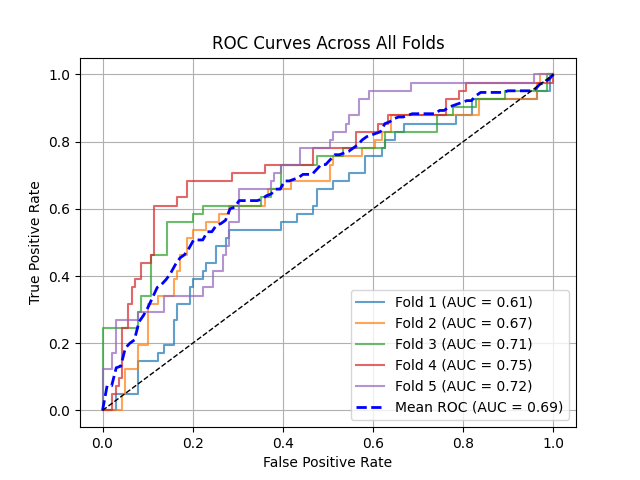 ROC Curves Across All Folds
True Positive Rate
1.0
0.8
0.6
0.4
0.2
0.0
Fold 1 (AUC = 0.61)
Fold 2 (AUC = 0.67)
Fold 3 (AUC = 0.71)
Fold 4 (AUC = 0.75)
Fold 5 (AUC = 0.72)
Mean ROC (AUC = 0.69)
0.0 0.2 0.4 0.6 0.8 1.0
False Positive Rate